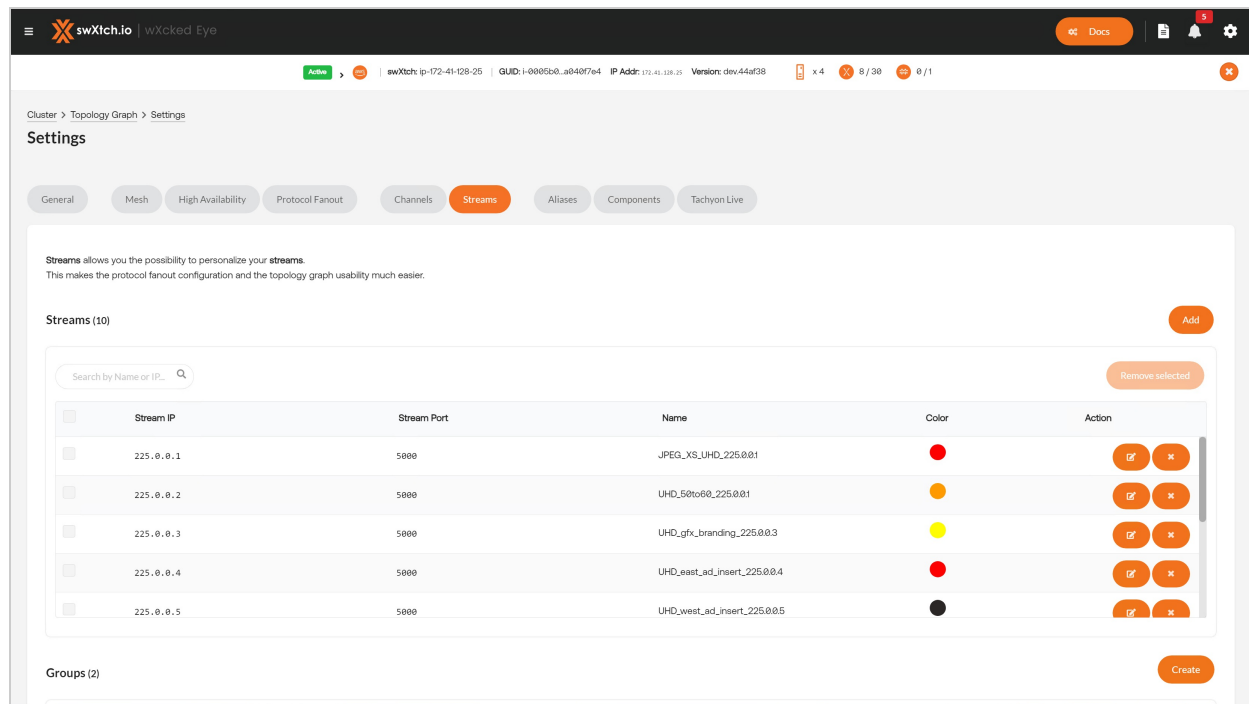 swXtch.io | wXcked Eye
Docs
5
Active > aws | swXtch: ip-172-41-128-25 | GUID: i-0005b0...a040f7e4 IP Addr: 172.41.128.25 Version: dev.44af38 x 4 8 / 30 0 / 1
Cluster > Topology Graph > Settings
Settings
General Mesh High Availability Protocol Fanout Channels Streams Aliases Components Tachyon Live
Streams allows you the possibility to personalize your streams.
This makes the protocol fanout configuration and the topology graph usability much easier.
Streams (10)
Add
Search by Name or IP...
Remove selected
Stream IP Stream Port Name Color Action
225.0.0.1 5000 JPEG_XS_UHD_225.0.0.1
225.0.0.2 5000 UHD_50to60_225.0.0.1
225.0.0.3 5000 UHD_gfx_branding_225.0.0.3
225.0.0.4 5000 UHD_east_ad_insert_225.0.0.4
225.0.0.5 5000 UHD_west_ad_insert_225.0.0.5
Groups (2)
Create